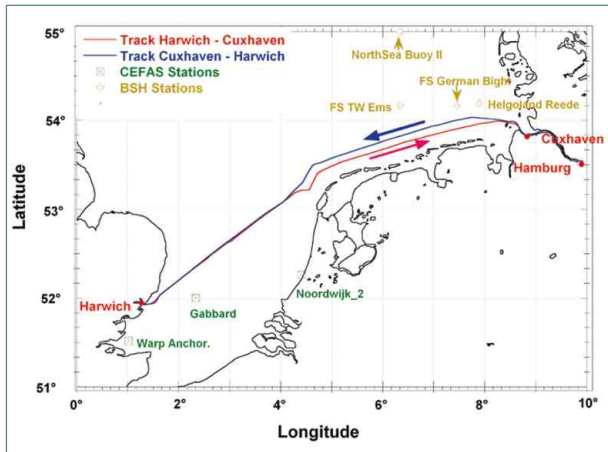 55°
Track Harwich - Cuxhaven
Track Cuxhaven - Harwich
CEFAS Stations
BSH Stations
NorthSea Buoy II
FS German Bight
FS TW Ems
Helgoland Reede
54°
Cuxhaven
Hamburg
Latitude
53°
Noordwijk_2
52°
Harwich
Gabbard
Warp Anchor.
51°
0°
2°
4°
6°
8°
10°
Longitude